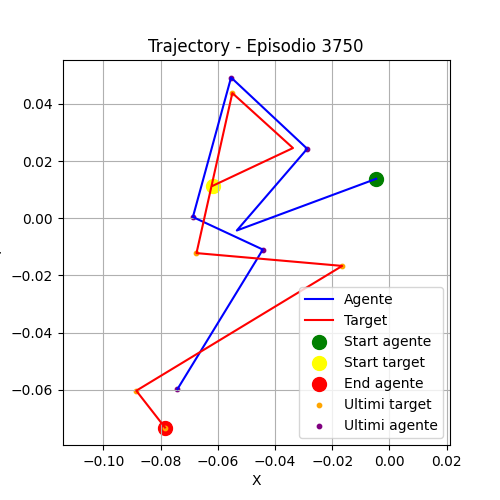 Trajectory - Episodio 3750
0.04
0.02
0.00
−0.02
−0.04
−0.06
−0.10
−0.08
−0.06
−0.04
−0.02
0.00
0.02
X
Agente
Target
Start agente
Start target
End agente
Ultimi target
Ultimi agente